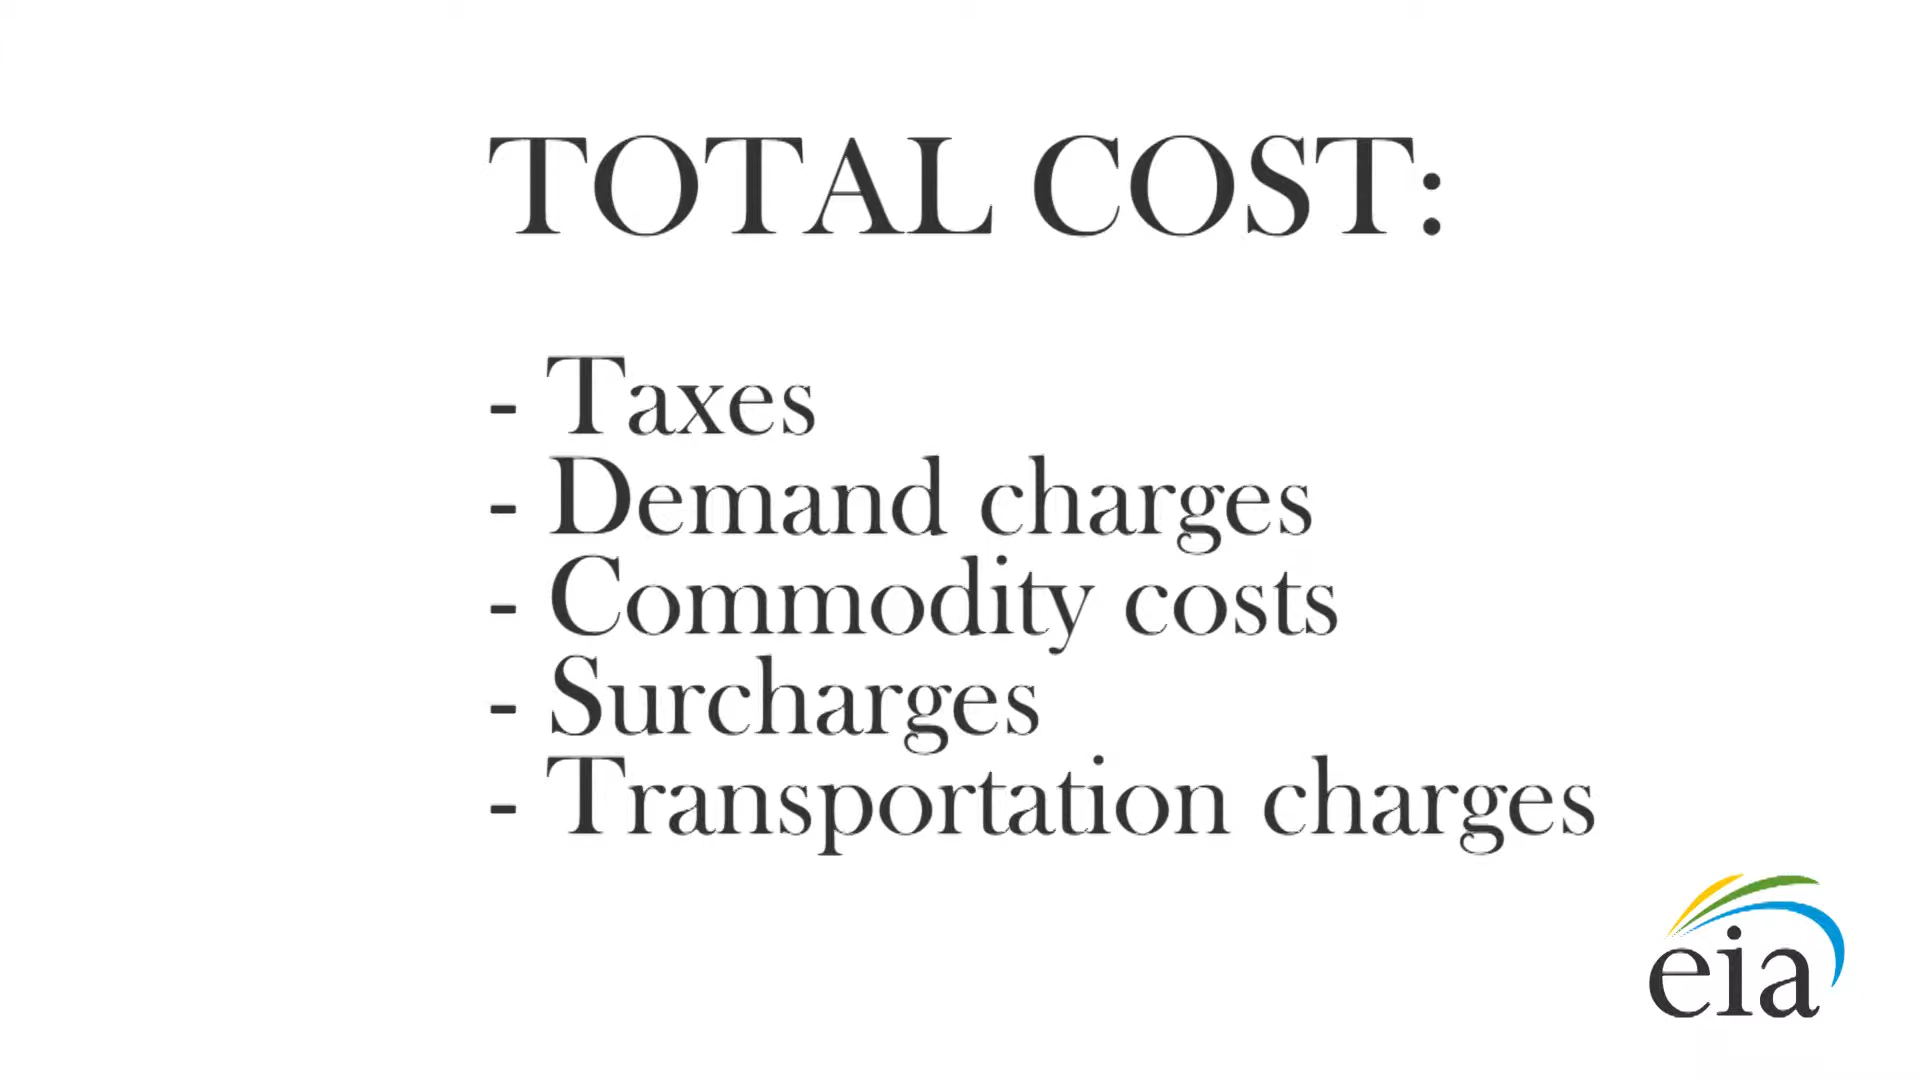 TOTAL COST:
- Taxes
- Demand charges
- Commodity costs
- Surcharges
- Transportation charges
eia